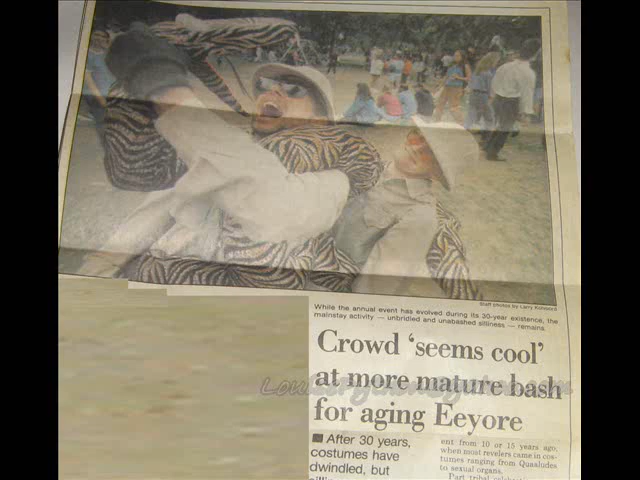 Staff photos by Larry Kolvoord
While the annual event has evolved during its 30-year existence, the
mainstay activity — unbridled and unabashed silliness — remains.
Crowd ‘seems cool’
at more mature bash
for aging Eeyore
■ After 30 years,
costumes have
dwindled, but
ent from 10 or 15 years ago,
when most revelers came in cos-
tumes ranging from Quaaludes
to sexual organs.
Part tribal